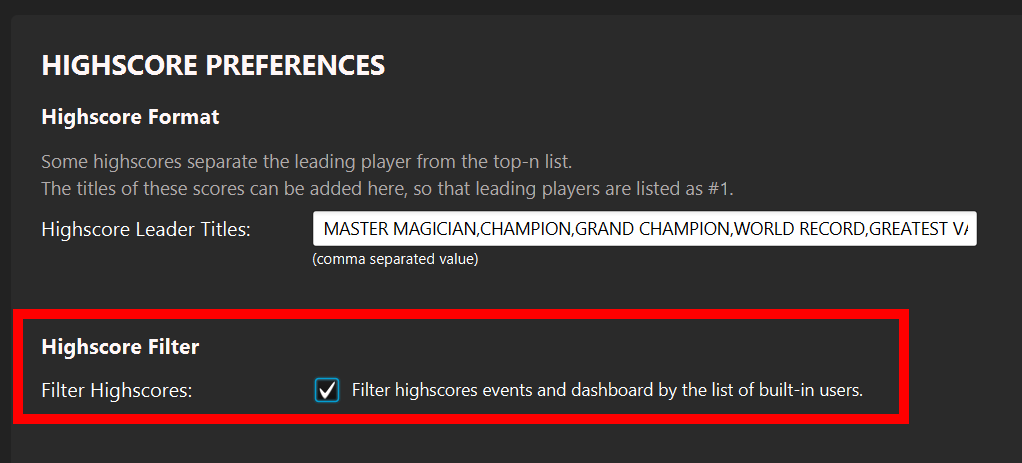 HIGHSCORE PREFERENCES
Highscore Format
Some highscores separate the leading player from the top-n list.
The titles of these scores can be added here, so that leading players are listed as #1.
Highscore Leader Titles: MASTER MAGICIAN,CHAMPION,GRAND CHAMPION,WORLD RECORD,GREATEST VA
(comma separated value)
Highscore Filter
Filter Highscores: Filter highscores events and dashboard by the list of built-in users.